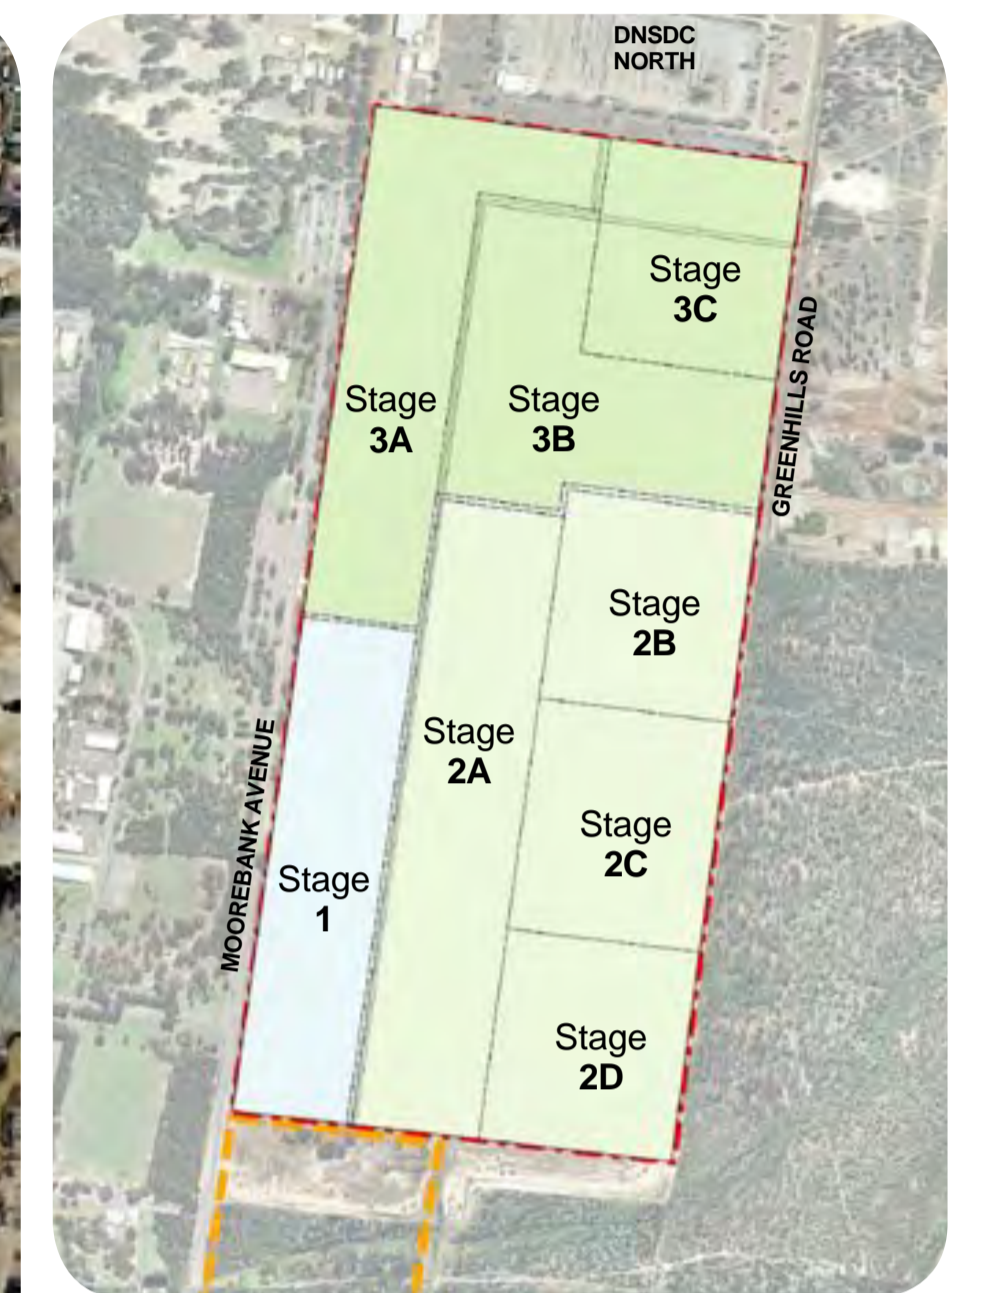 DNSDC
NORTH
Stage
3C
GREENHILLS ROAD
Stage
3A
Stage
3B
Stage
2B
Stage
2A
MOOREBANK AVENUE
Stage
2C
Stage
1
Stage
2D